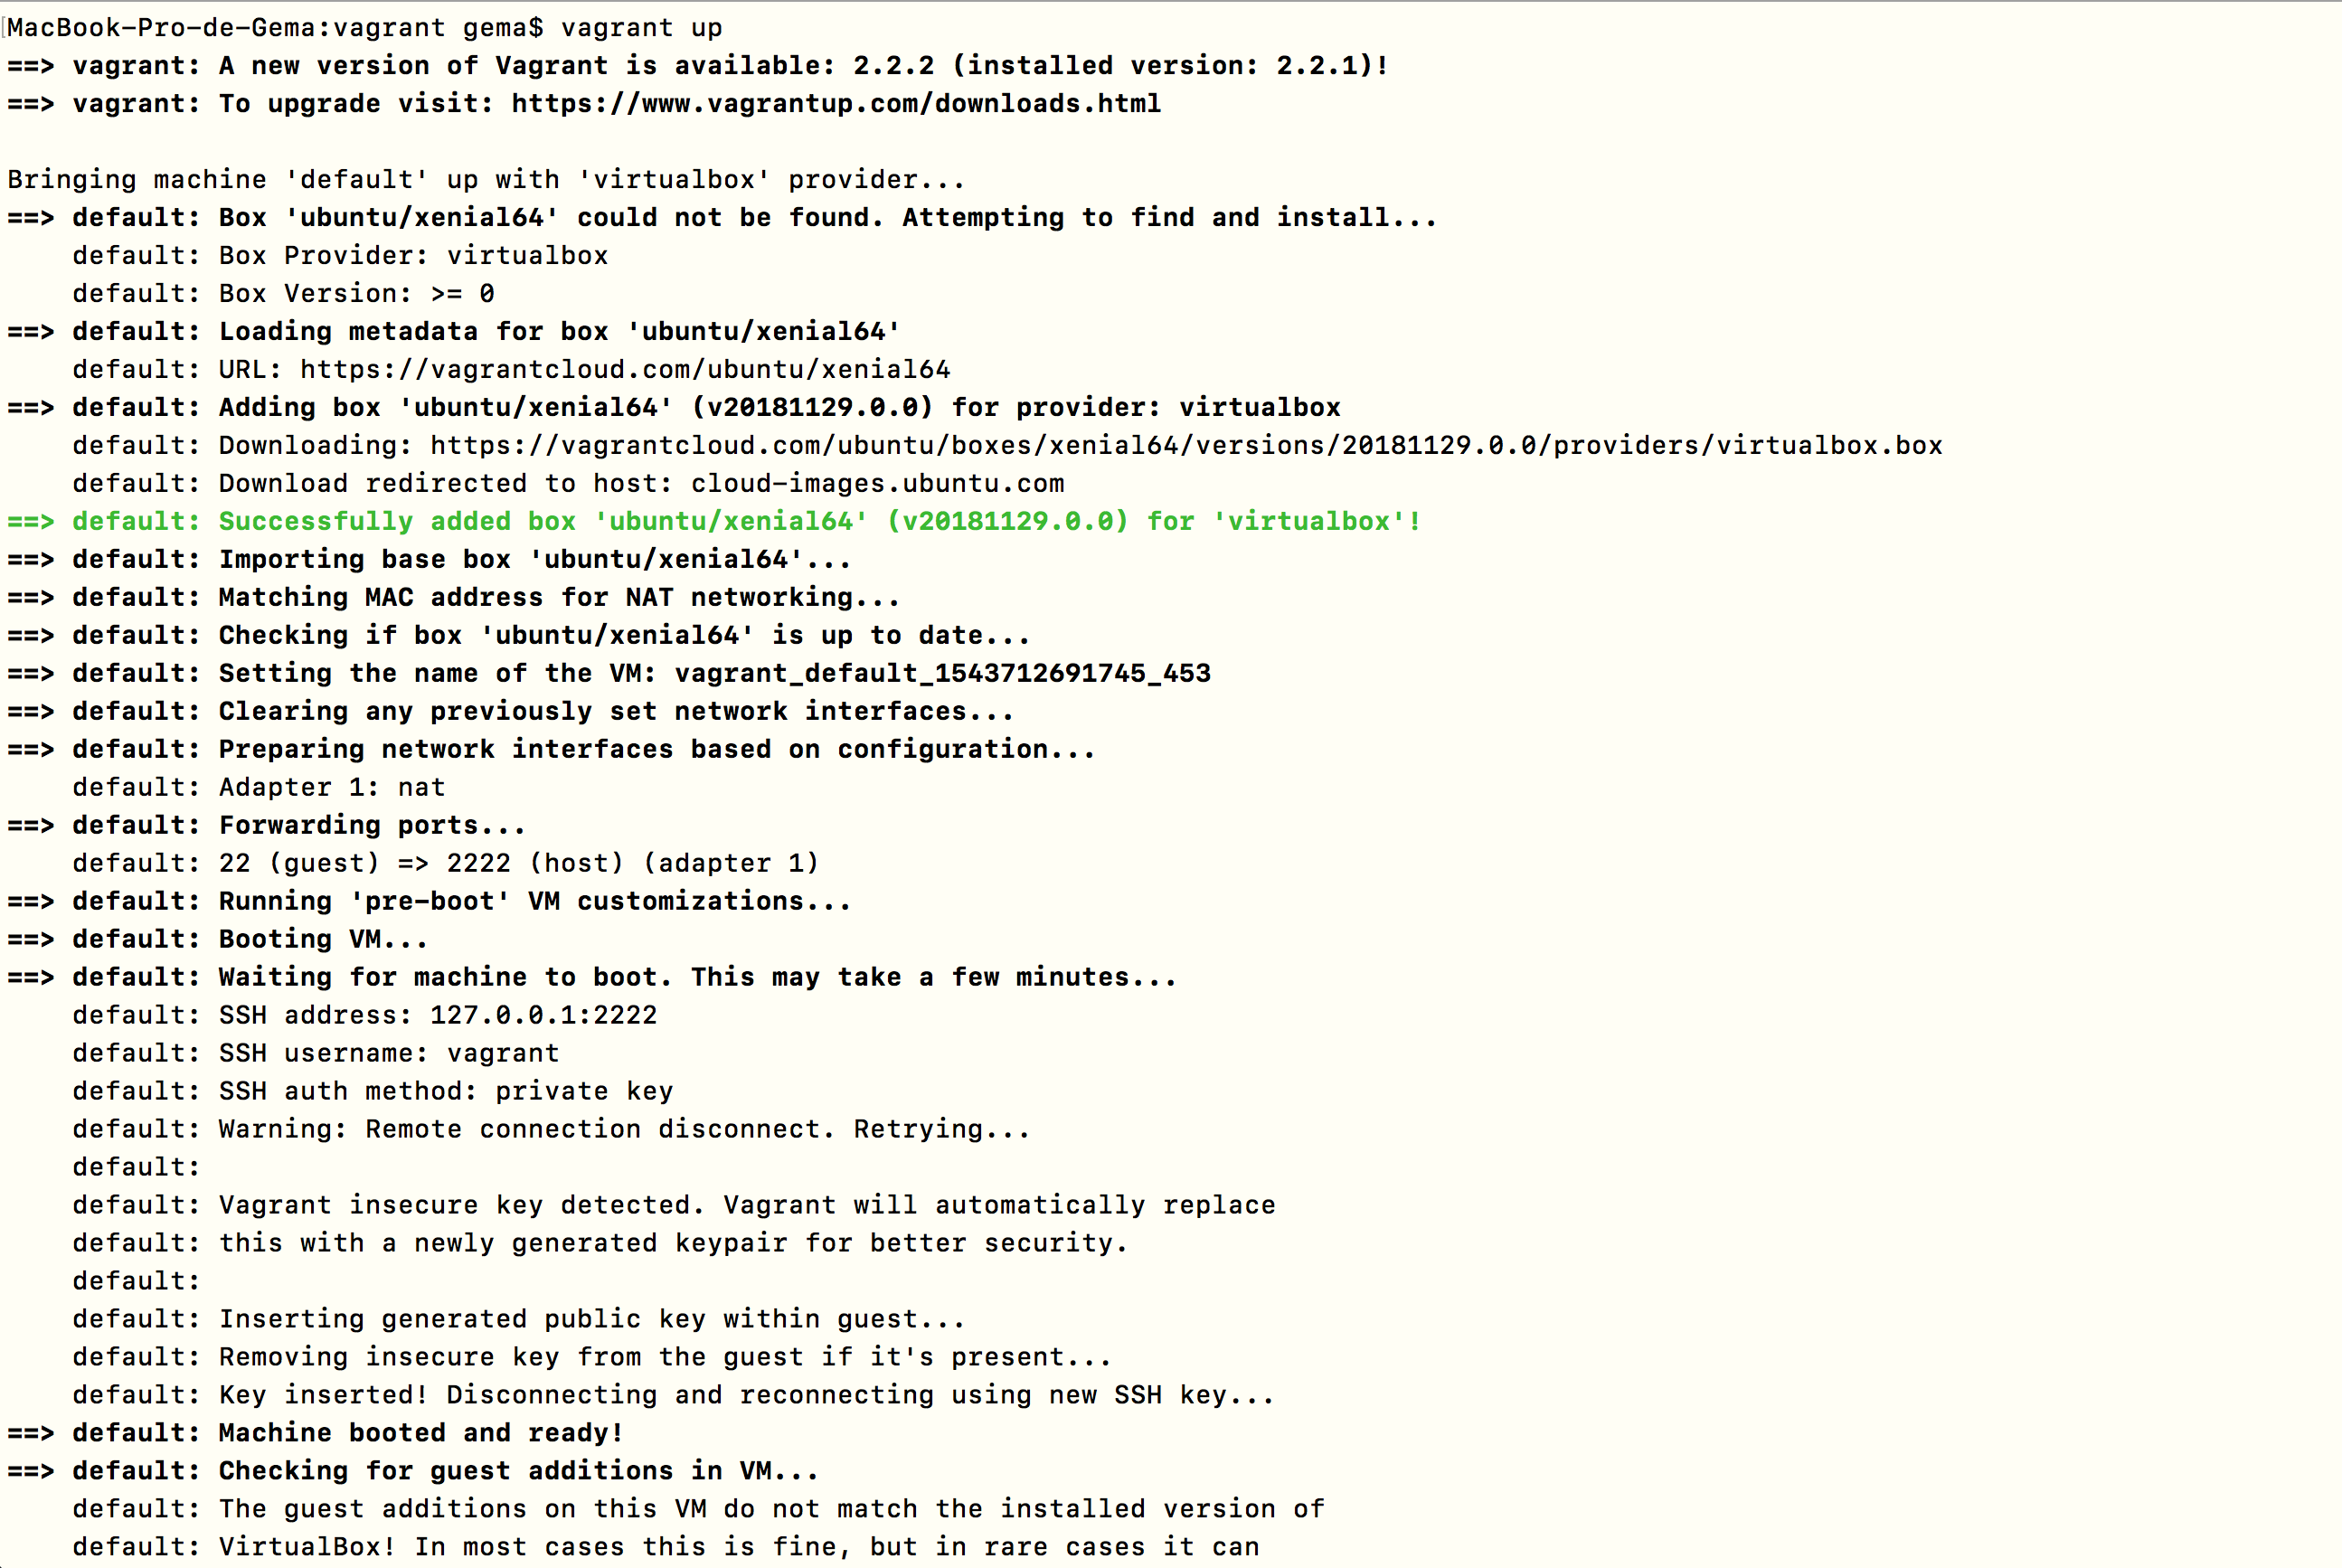 MacBook-Pro-de-Gema:vagrant gema$ vagrant up
==> vagrant: A new version of Vagrant is available: 2.2.2 (installed version: 2.2.1)!
==> vagrant: To upgrade visit: https://www.vagrantup.com/downloads.html

Bringing machine 'default' up with 'virtualbox' provider...
==> default: Box 'ubuntu/xenial64' could not be found. Attempting to find and install...
    default: Box Provider: virtualbox
    default: Box Version: >= 0
==> default: Loading metadata for box 'ubuntu/xenial64'
    default: URL: https://vagrantcloud.com/ubuntu/xenial64
==> default: Adding box 'ubuntu/xenial64' (v20181129.0.0) for provider: virtualbox
    default: Downloading: https://vagrantcloud.com/ubuntu/boxes/xenial64/versions/20181129.0.0/providers/virtualbox.box
    default: Download redirected to host: cloud-images.ubuntu.com
==> default: Successfully added box 'ubuntu/xenial64' (v20181129.0.0) for 'virtualbox'!
==> default: Importing base box 'ubuntu/xenial64'...
==> default: Matching MAC address for NAT networking...
==> default: Checking if box 'ubuntu/xenial64' is up to date...
==> default: Setting the name of the VM: vagrant_default_1543712691745_453
==> default: Clearing any previously set network interfaces...
==> default: Preparing network interfaces based on configuration...
    default: Adapter 1: nat
==> default: Forwarding ports...
    default: 22 (guest) => 2222 (host) (adapter 1)
==> default: Running 'pre-boot' VM customizations...
==> default: Booting VM...
==> default: Waiting for machine to boot. This may take a few minutes...
    default: SSH address: 127.0.0.1:2222
    default: SSH username: vagrant
    default: SSH auth method: private key
    default: Warning: Remote connection disconnect. Retrying...
    default:
    default: Vagrant insecure key detected. Vagrant will automatically replace
    default: this with a newly generated keypair for better security.
    default:
    default: Inserting generated public key within guest...
    default: Removing insecure key from the guest if it's present...
    default: Key inserted! Disconnecting and reconnecting using new SSH key...
==> default: Machine booted and ready!
==> default: Checking for guest additions in VM...
    default: The guest additions on this VM do not match the installed version of
    default: VirtualBox! In most cases this is fine, but in rare cases it can